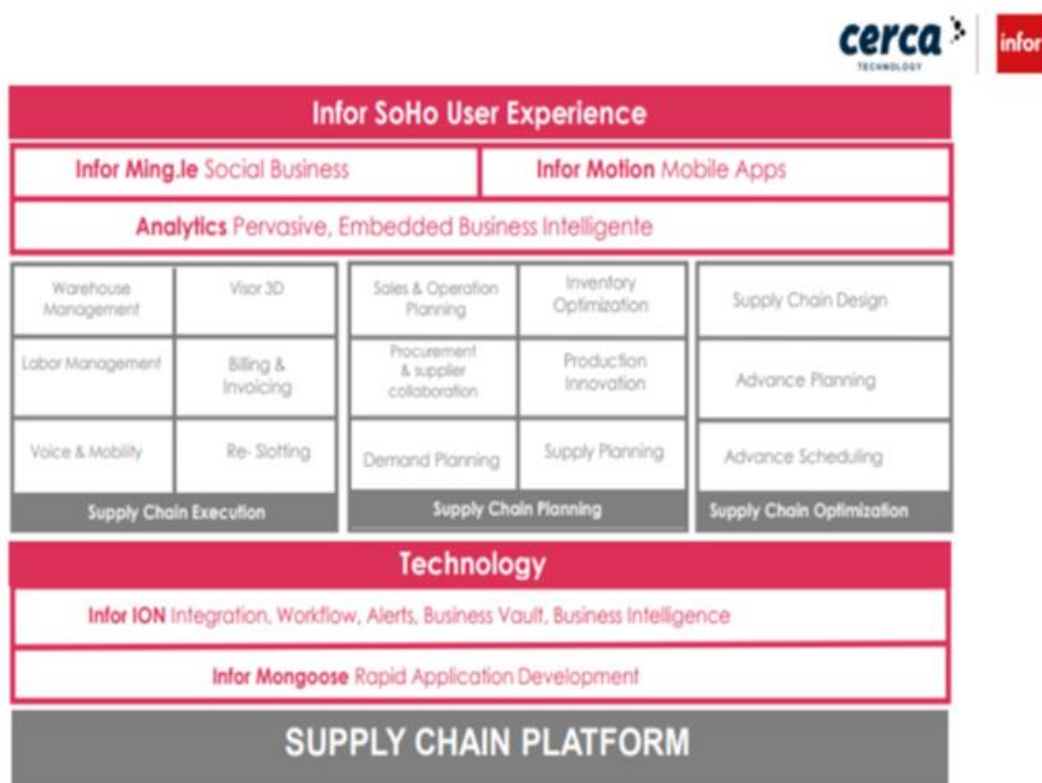 cerca
TECHNOLOGY
infor
Infor SoHo User Experience
Infor Ming.le Social Business
Infor Motion Mobile Apps
Analytics Pervasive, Embedded Business Intelligente
Warehouse
Management
Visor 3D
Labor Management
Billing &
Invoicing
Voice & Mobility
Re- Slotting
Supply Chain Execution
Sales & Operation
Planning
Inventory
Optimization
Procurement
& supplier
collaboration
Production
Innovation
Demand Planning
Supply Planning
Supply Chain Planning
Supply Chain Design
Advance Planning
Advance Scheduling
Supply Chain Optimization
Technology
Infor ION Integration, Workflow, Alerts, Business Vault, Business Intelligence
Infor Mongoose Rapid Application Development
SUPPLY CHAIN PLATFORM